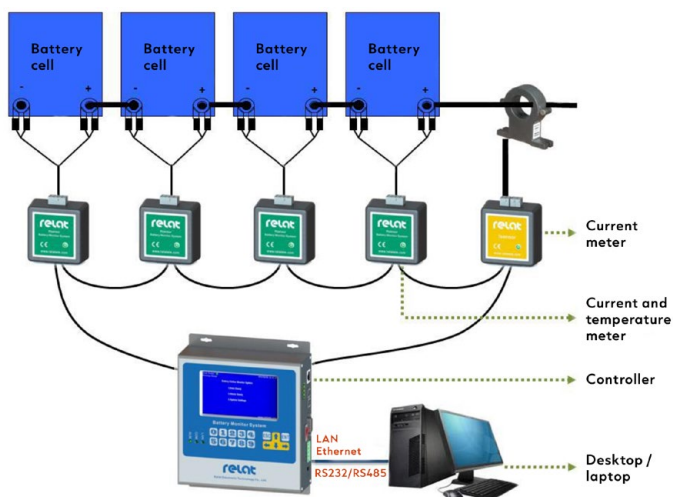 Battery
cell
Battery
cell
Battery
cell
Battery
cell
- +
- +
- +
- +
relat
relat
relat
relat
relat
Current
meter
Current and
temperature
meter
Controller
Battery Monitor System
relat
LAN
Ethernet
RS232/RS485
Desktop /
laptop